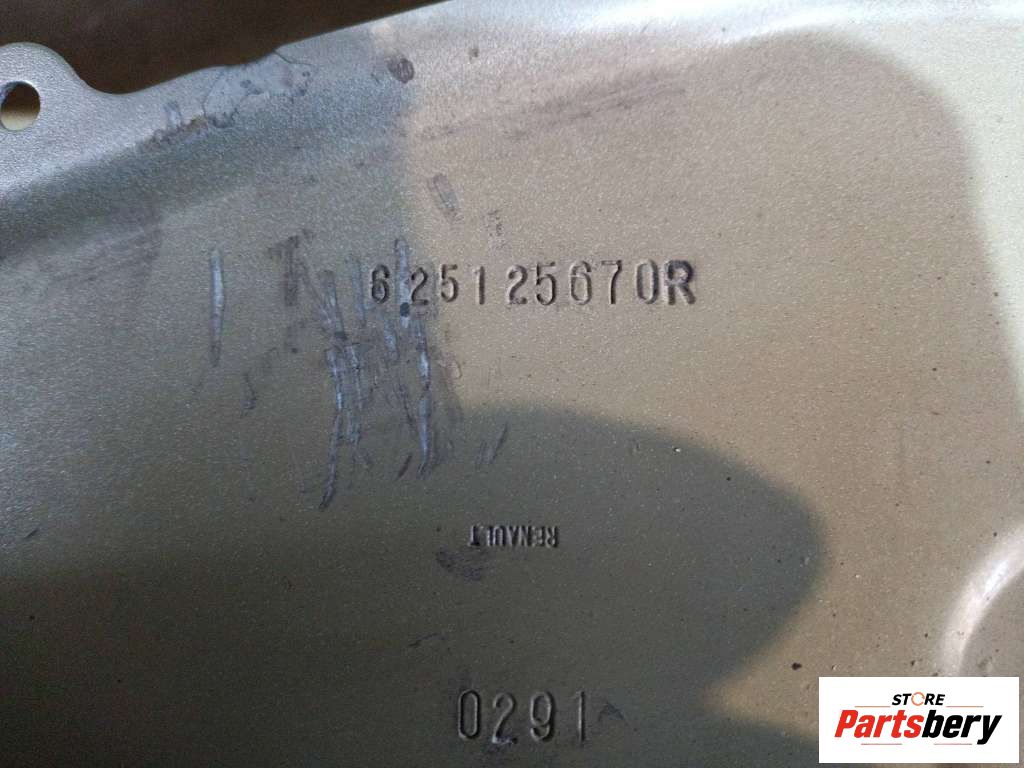 625125670R
RENAULT
0291
STORE
Partsbery